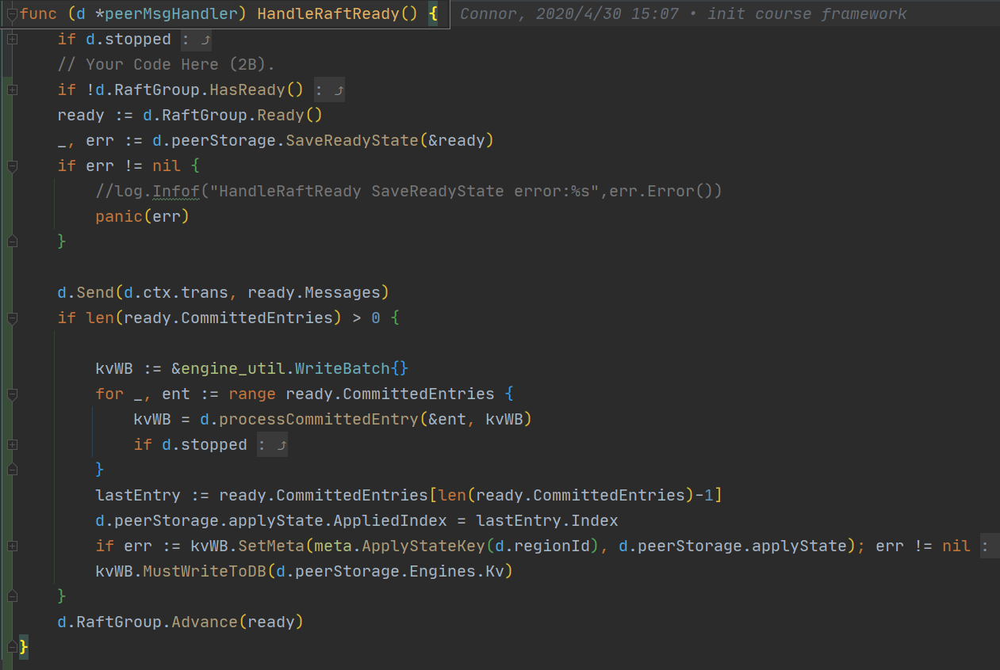 func (d *peerMsgHandler) HandleRaftReady() { Connor, 2020/4/30 15:07 • init course framework
if d.stopped :
// Your Code Here (2B).
if !d.RaftGroup.HasReady() :
ready := d.RaftGroup.Ready()
_, err := d.peerStorage.SaveReadyState(&ready)
if err != nil {
//log.Infof("HandleRaftReady SaveReadyState error:%s",err.Error())
panic(err)
}
d.Send(d.ctx.trans, ready.Messages)
if len(ready.CommittedEntries) > 0 {
kvWB := &engine_util.WriteBatch{}
for _, ent := range ready.CommittedEntries {
kvWB = d.processCommittedEntry(&ent, kvWB)
if d.stopped :
}
lastEntry := ready.CommittedEntries[len(ready.CommittedEntries)-1]
d.peerStorage.applyState.AppliedIndex = lastEntry.Index
if err := kvWB.SetMeta(meta.ApplyStateKey(d.regionId), d.peerStorage.applyState); err != nil :
kvWB.MustWriteToDB(d.peerStorage.Engines.Kv)
}
d.RaftGroup.Advance(ready)
}